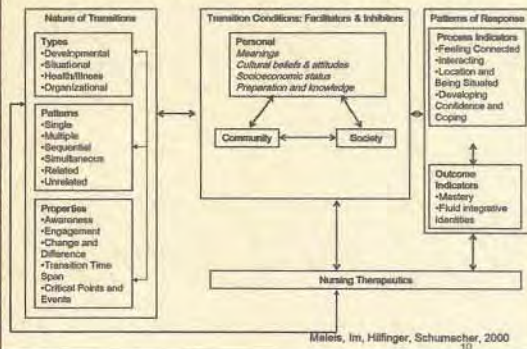 Nature of Transitions
Types
•Developmental
•Situational
•Health/Illness
•Organizational
Patterns
•Single
•Multiple
•Sequential
•Simultaneous
•Related
•Unrelated
Properties
•Awareness
•Engagement
•Change and
Difference
•Transition Time
Span
•Critical Points and
Events
Transition Conditions: Facilitators & Inhibitors
Personal
Meanings
Cultural beliefs & attitudes
Socioeconomic status
Preparation and knowledge
Community
Society
Patterns of Response
Process Indicators
•Feeling Connected
•Interacting
•Location and
Being Situated
•Developing
Confidence and
Coping
Outcome
Indicators
•Mastery
•Fluid integrative
Identities
Nursing Therapeutics
Meleis, Im, Hilfinger, Schumacher, 2000
10